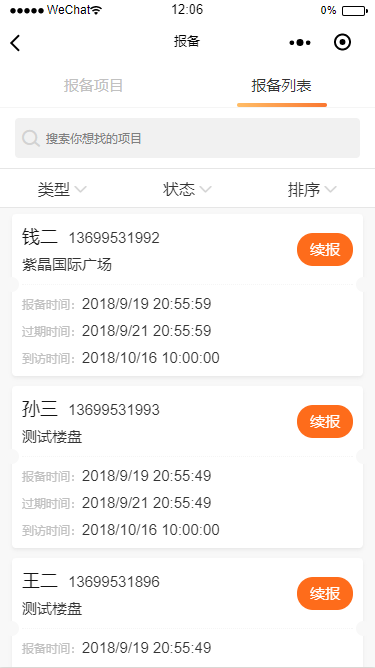 WeChat 12:06 0%
报备
报备项目 报备列表
搜索你想找的项目
类型 状态 排序
钱二 13699531992
续报
紫晶国际广场
报备时间: 2018/9/19 20:55:59
过期时间: 2018/9/21 20:55:59
到访时间: 2018/10/16 10:00:00
孙三 13699531993
续报
测试楼盘
报备时间: 2018/9/19 20:55:49
过期时间: 2018/9/21 20:55:49
到访时间: 2018/10/16 10:00:00
王二 13699531896
续报
测试楼盘
报备时间: 2018/9/19 20:55:49